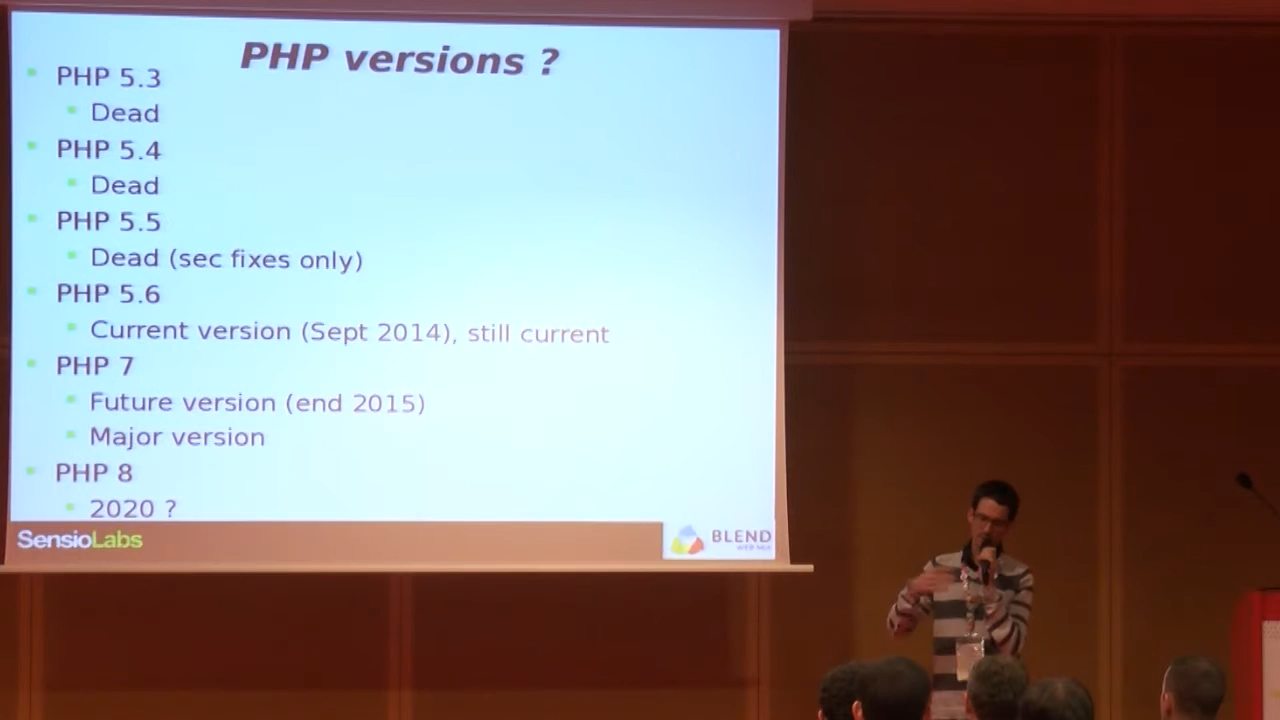 PHP versions ?
PHP 5.3
Dead
PHP 5.4
Dead
PHP 5.5
Dead (sec fixes only)
PHP 5.6
Current version (Sept 2014), still current
PHP 7
Future version (end 2015)
Major version
PHP 8
2020 ?
SensioLabs
BLEND
WEB MIX